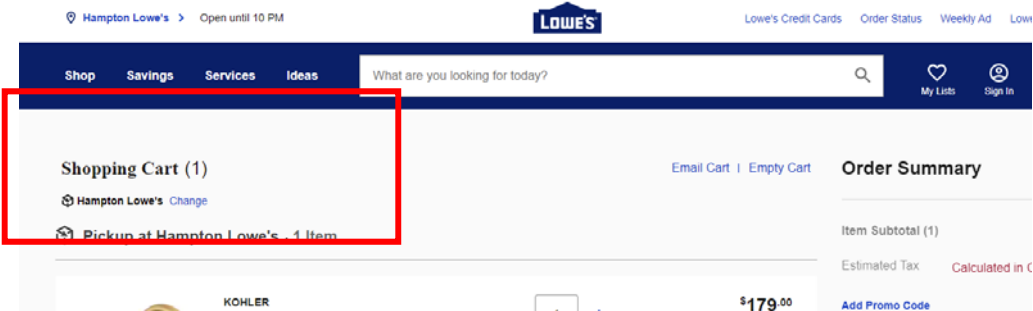 Hampton Lowe's > Open until 10 PM
LOWE'S
Lowe's Credit Cards Order Status Weekly Ad
Shop Savings Services Ideas
What are you looking for today?
My Lists Sign In
Shopping Cart (1)
Email Cart | Empty Cart
Order Summary
Hampton Lowe's Change
Pickup at Hampton Lowe's . 1 Item
Item Subtotal (1)
Estimated Tax Calculated in
KOHLER
$179.00
Add Promo Code